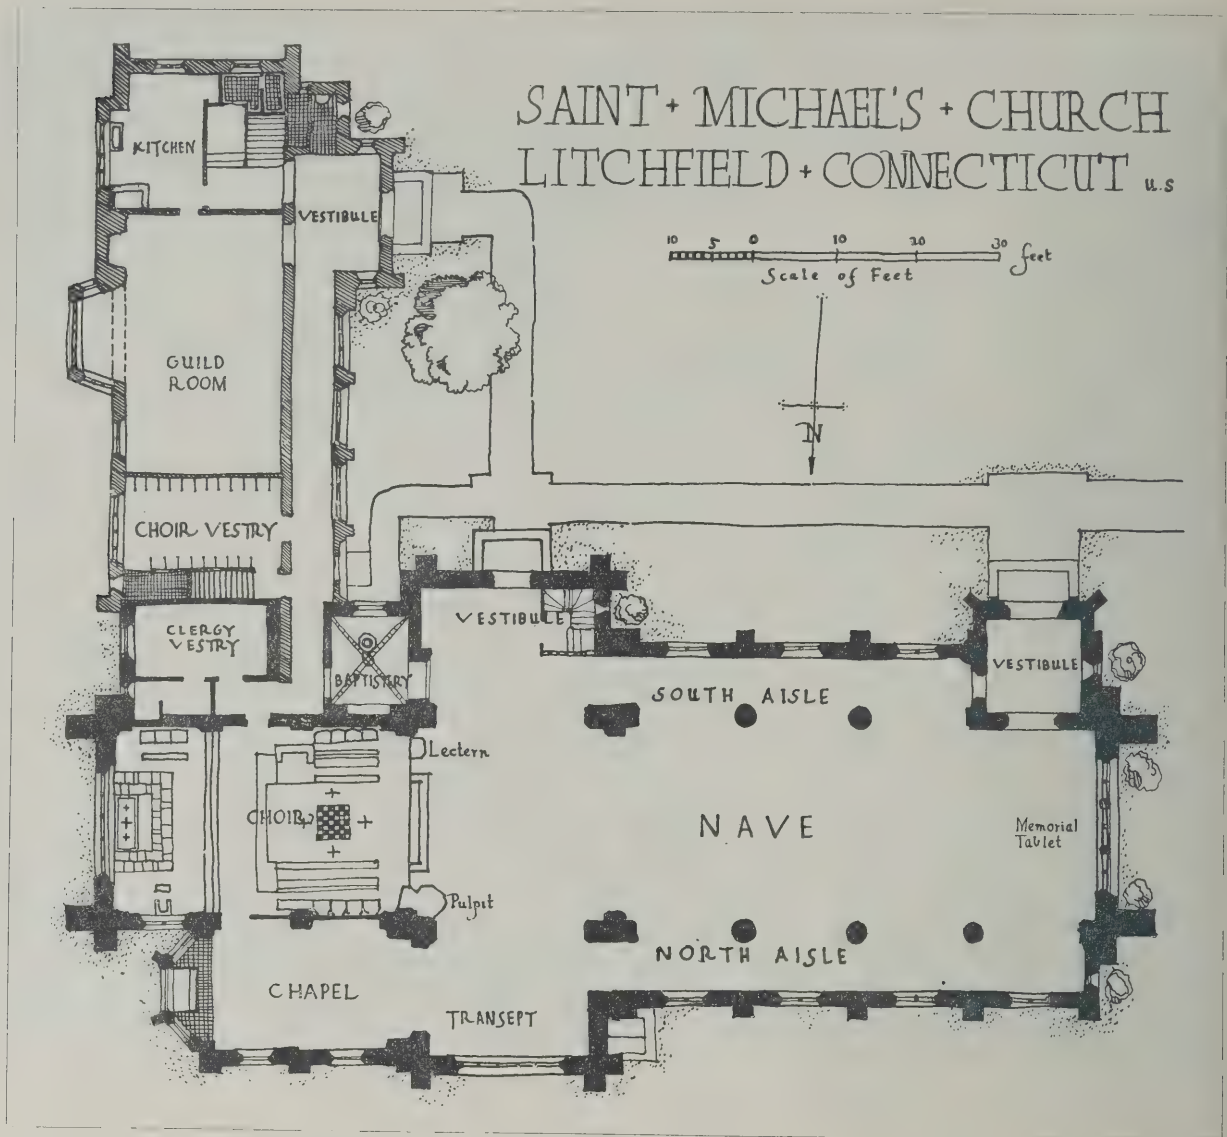 SAINT + MICHAEL'S + CHURCH
LITCHFIELD + CONNECTICUT U.S
10 5 0 10 20 30 feet
Scale of Feet
N
KITCHEN
VESTIBULE
GUILD
ROOM
CHOIR VESTRY
CLERGY
VESTRY
BAPTISTERY
VESTIBULE
VESTIBULE
SOUTH AISLE
Lectern
CHOIR
NAVE
Memorial
Tablet
Pulpit
NORTH AISLE
CHAPEL
TRANSEPT